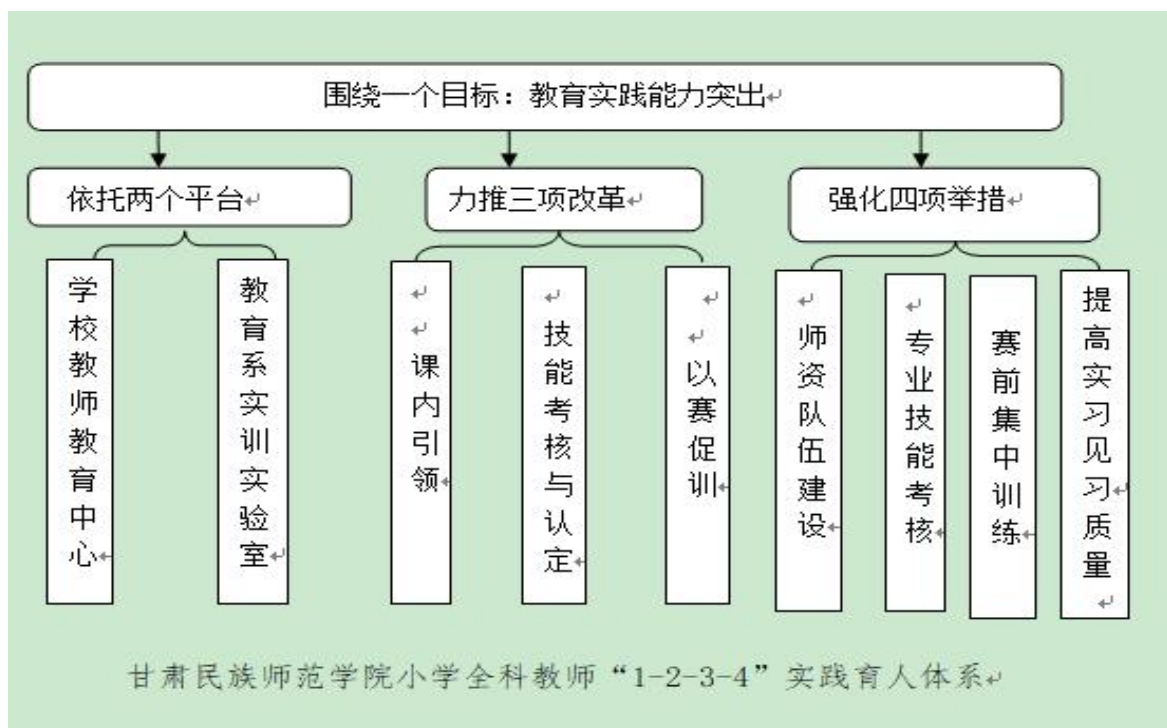 围绕一个目标：教育实践能力突出
依托两个平台
力推三项改革
强化四项举措
学校教师教育中心
教育系实训实验室
课内引领
技能考核与认定
以赛促训
师资队伍建设
专业技能考核
赛前集中训练
提高实习见习质量
甘肃民族师范学院小学全科教师“1-2-3-4”实践育人体系